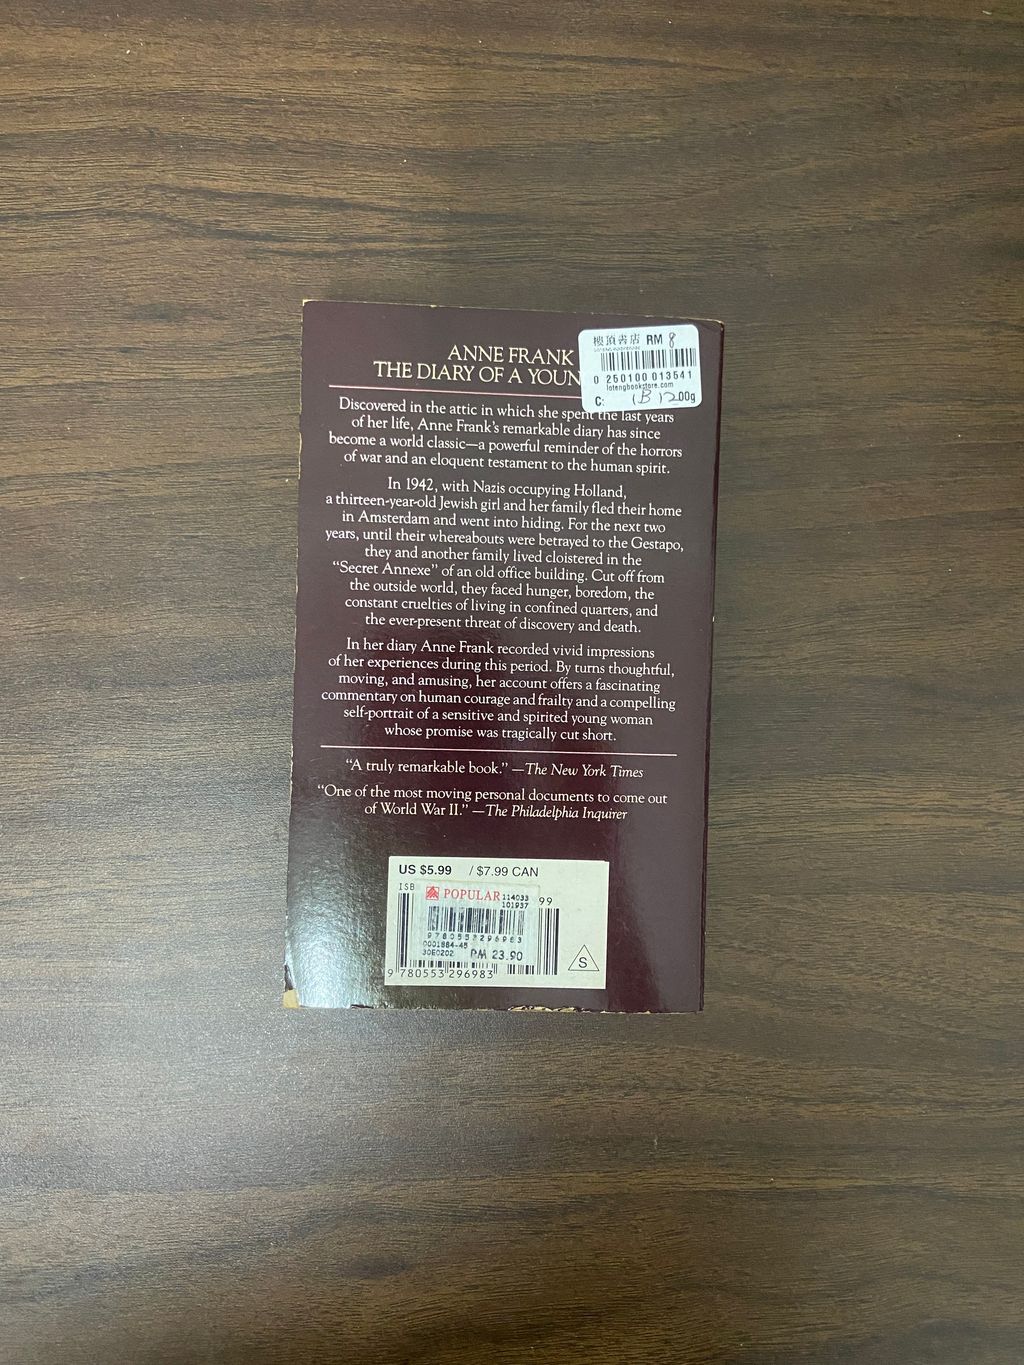 ANNE FRANK
THE DIARY OF A YOUN
樓頂書店 RM 8
0 250100 013541
lotengbookstore.com
C: (B) 1200g
Discovered in the attic in which she spent the last years
of her life, Anne Frank's remarkable diary has since
become a world classic—a powerful reminder of the horrors
of war and an eloquent testament to the human spirit.
In 1942, with Nazis occupying Holland,
a thirteen-year-old Jewish girl and her family fled their home
in Amsterdam and went into hiding. For the next two
years, until their whereabouts were betrayed to the Gestapo,
they and another family lived cloistered in the
“Secret Annexe” of an old office building. Cut off from
the outside world, they faced hunger, boredom, the
constant cruelties of living in confined quarters, and
the ever-present threat of discovery and death.
In her diary Anne Frank recorded vivid impressions
of her experiences during this period. By turns thoughtful,
moving, and amusing, her account offers a fascinating
commentary on human courage and frailty and a compelling
self-portrait of a sensitive and spirited young woman
whose promise was tragically cut short.
“A truly remarkable book.” —The New York Times
“One of the most moving personal documents to come out
of World War II.” —The Philadelphia Inquirer
US $5.99 / $7.99 CAN
ISB
POPULAR 114033
101937
99
9780553296983
0001884-45
30E0202 RM 23.90
S
9 780553 296983